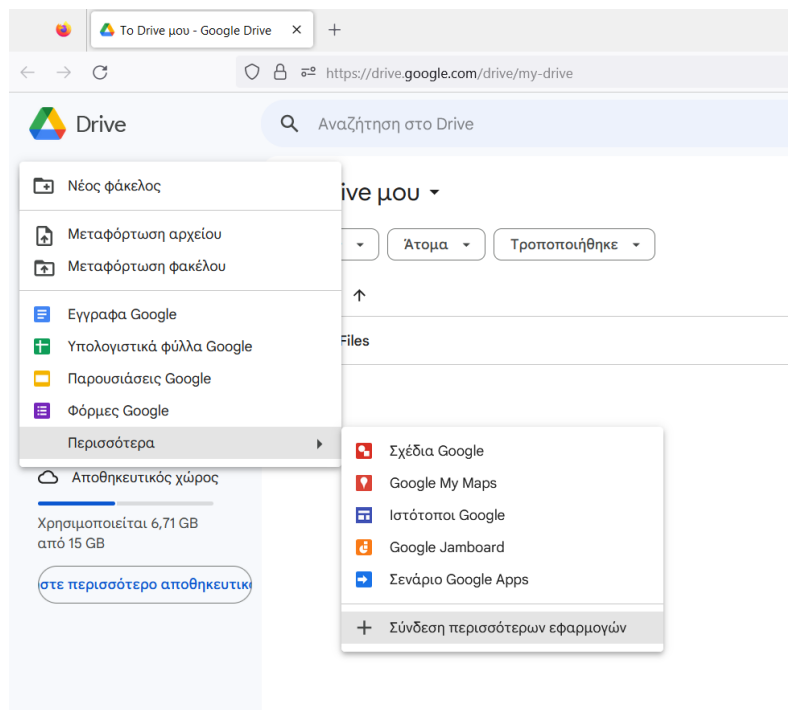 Το Drive μου - Google Drive
https://drive.google.com/drive/my-drive
Drive
Αναζήτηση στο Drive
ive μου
Νέος φάκελος
Μεταφόρτωση αρχείου
Μεταφόρτωση φακέλου
Άτομα
Τροποποιήθηκε
Files
Εγγραφα Google
Υπολογιστικά φύλλα Google
Παρουσιάσεις Google
Φόρμες Google
Περισσότερα
Σχέδια Google
Google My Maps
Ιστότοποι Google
Google Jamboard
Σενάριο Google Apps
Σύνδεση περισσότερων εφαρμογών
Αποθηκευτικός χώρος
Χρησιμοποιείται 6,71 GB
από 15 GB
στε περισσότερο αποθηκευτικ